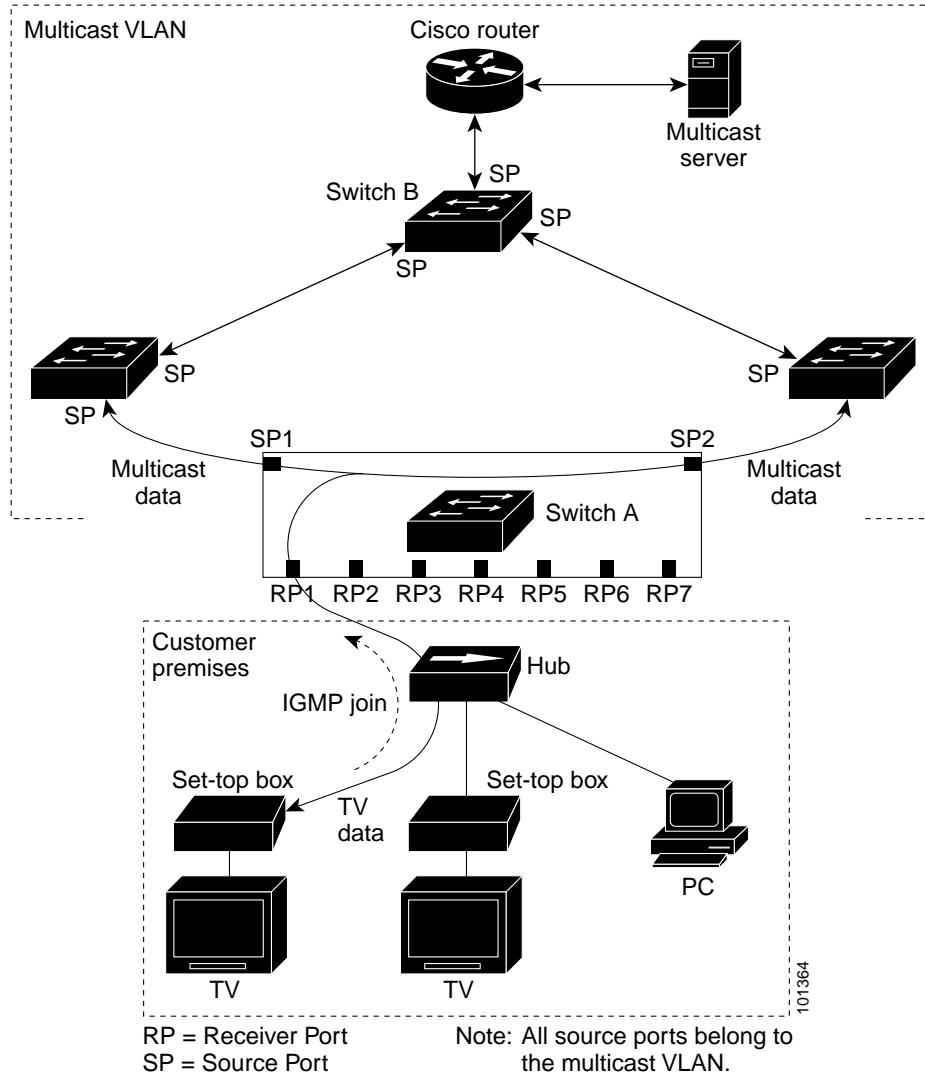 Multicast VLAN
Cisco router
Multicast
server
SP
Switch B
SP
SP
SP
SP
SP
SP1
SP2
Multicast
data
Multicast
data
Switch A
RP1 RP2 RP3 RP4 RP5 RP6 RP7
Customer
premises
Hub
IGMP join
Set-top box
Set-top box
TV
data
PC
TV
TV
101364
RP = Receiver Port
SP = Source Port
Note: All source ports belong to
the multicast VLAN.